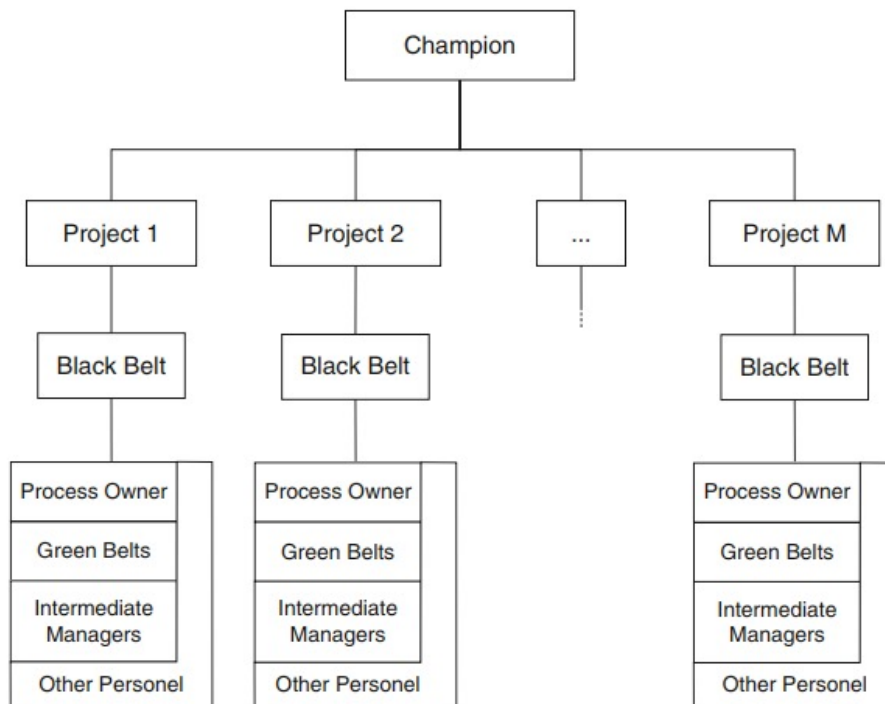 Champion
Project 1
Project 2
...
Project M
Black Belt
Black Belt
Black Belt
Process Owner
Process Owner
Process Owner
Green Belts
Green Belts
Green Belts
Intermediate
Managers
Intermediate
Managers
Intermediate
Managers
Other Personel
Other Personel
Other Personel